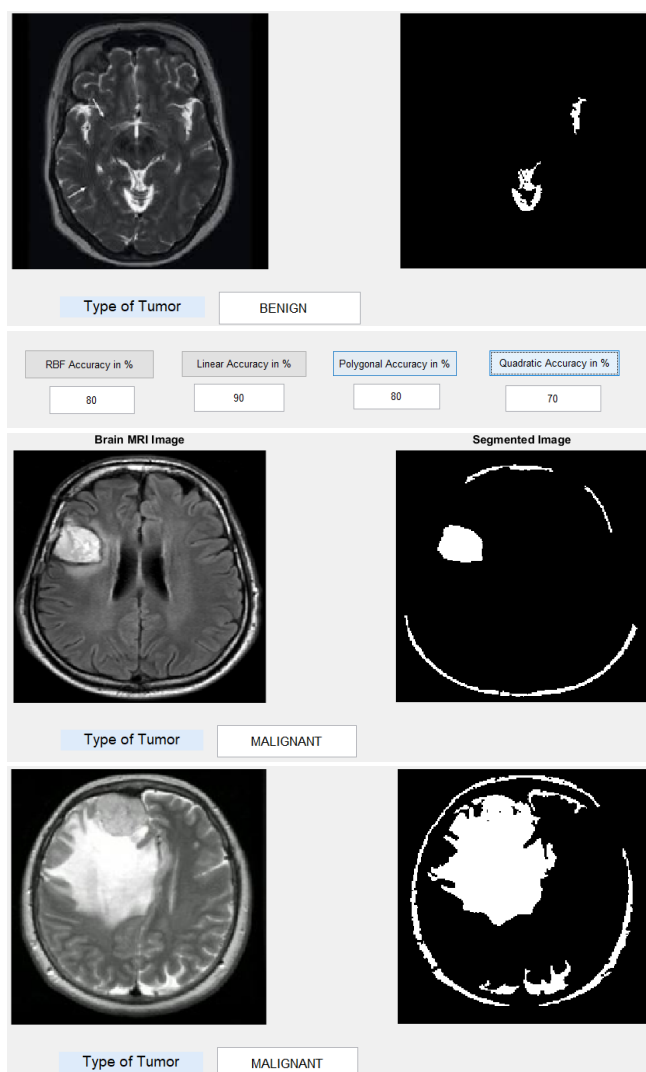 Type of Tumor BENIGN
RBF Accuracy in % Linear Accuracy in % Polygonal Accuracy in % Quadratic Accuracy in %
80 90 80 70
Brain MRI Image Segmented Image
Type of Tumor MALIGNANT
Type of Tumor MALIGNANT